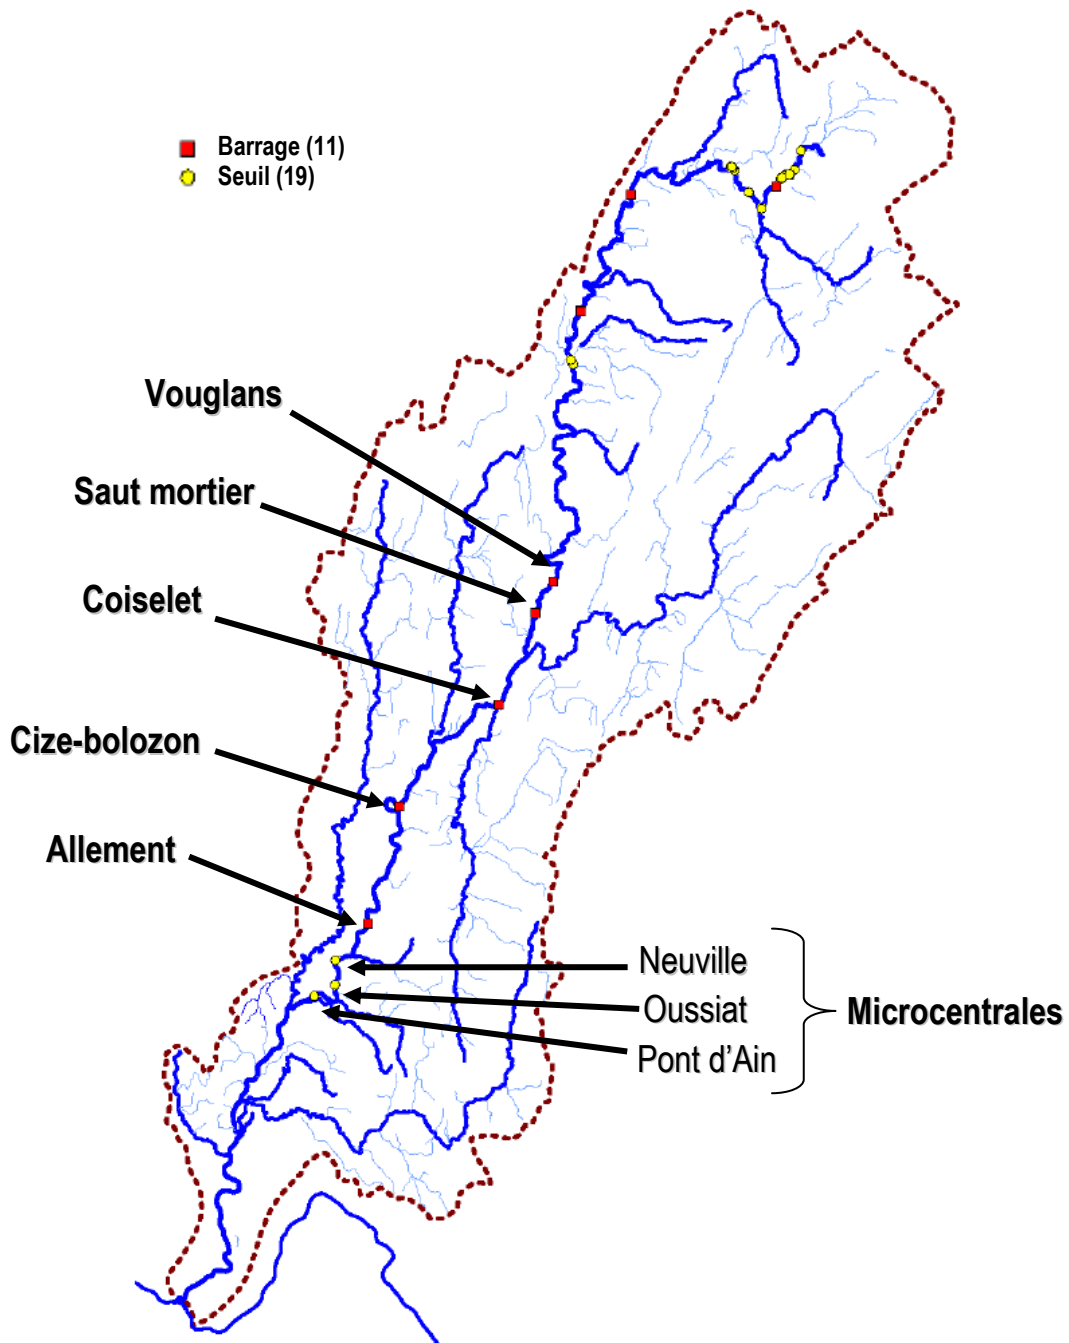 Barrage (11)
Seuil (19)
Vouglans
Saut mortier
Coiselet
Cize-bolozon
Allement
Neuville
Oussiat
Pont d’Ain
Microcentrales